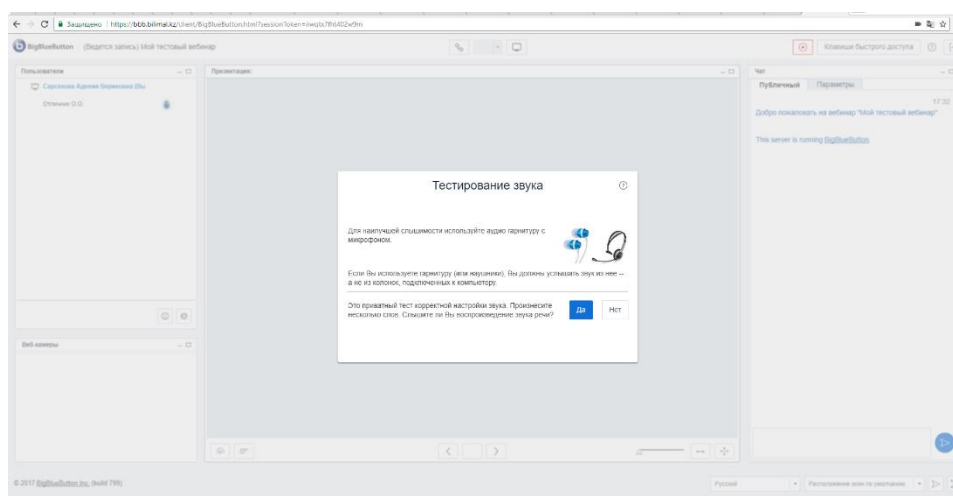 Защищено https://bbb.bilimal.kz/client/BigBlueButton.html?sessionToken=
BigBlueButton (Ведется запись) Мой тестовый вебинар
Клавиши быстрого доступа
Пользователи
Презентация:
Чат
Публичный Параметры
17:32
Добро пожаловать на вебинар "Мой тестовый вебинар"
This server is running BigBlueButton.
Тестирование звука
Для наилучшей слышимости используйте аудио гарнитуру с
микрофоном.
Если Вы используете гарнитуру (или наушники), Вы должны услышать звук из нее --
а не из колонок, подключенных к компьютеру.
Это приватный тест корректной настройки звука. Произнесите
несколько слов. Слышите ли Вы воспроизведение звука речи?
Да Нет
Веб камеры
© 2017 BigBlueButton Inc. (build 799)
Русский
Расположение окон по умолчанию